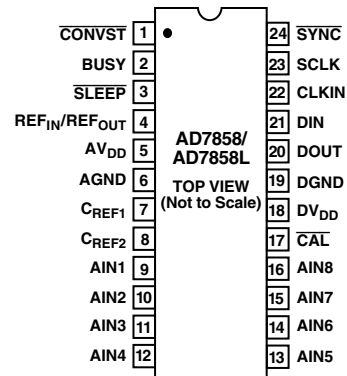 CONVST 1 24 SYNC
BUSY 2 23 SCLK
SLEEP 3 22 CLKIN
REFIN/REFOUT 4 21 DIN
AVDD 5 20 DOUT
AD7858/
AD7858L
AGND 6 19 DGND
TOP VIEW
(Not to Scale)
CREF1 7 18 DVDD
CREF2 8 17 CAL
AIN1 9 16 AIN8
AIN2 10 15 AIN7
AIN3 11 14 AIN6
AIN4 12 13 AIN5